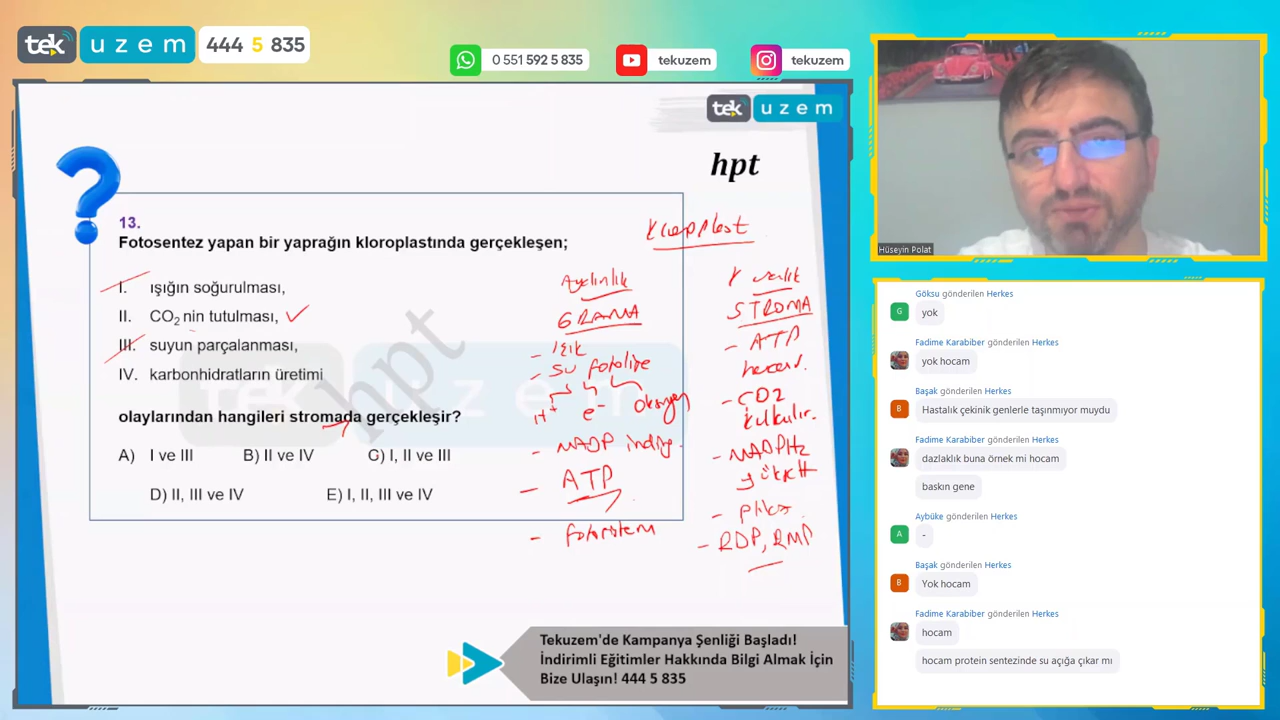 tek uzem 444 5 835
0 551 592 5 835
tekuzem
tekuzem
tek uzem
hpt
13.
Fotosentez yapan bir yaprağın kloroplastında gerçekleşen;
I. ışığın soğurulması,
II. CO2 nin tutulması,
III. suyun parçalanması,
IV. karbonhidratların üretimi
olaylarından hangileri stromada gerçekleşir?
A) I ve III B) II ve IV C) I, II ve III
D) II, III ve IV E) I, II, III ve IV
tek uzem
hpt
Kloroplast
Aydınlık
GRANA
- Işık
- su fotoliz
H+ e- Oksijen
- NADP indirg.
- ATP
- fotosistem
STROMA
- ATP
harcar.
- CO2
kullanılır.
- NADPH2
- RDP, RMP
Tekuzem'de Kampanya Şenliği Başladı!
İndirimli Eğitimler Hakkında Bilgi Almak İçin
Bize Ulaşın! 444 5 835
Hüseyin Polat
Göksu gönderilen Herkes
G yok
Fadime Karabiber gönderilen Herkes
yok hocam
Başak gönderilen Herkes
B Hastalık çekinik genlerle taşınmıyor muydu
Fadime Karabiber gönderilen Herkes
dazlaklık buna örnek mi hocam
baskın gene
Aybüke gönderilen Herkes
A -
Başak gönderilen Herkes
B Yok hocam
Fadime Karabiber gönderilen Herkes
hocam
hocam protein sentezinde su açığa çıkar mı